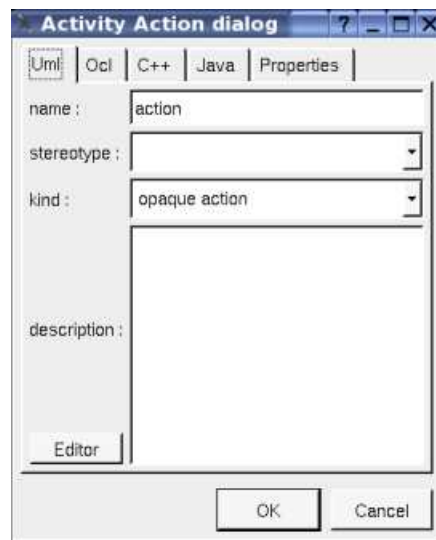 Activity Action dialog ? _ X
Uml Ocl C++ Java Properties
name : action
stereotype :
kind : opaque action
description :
Editor
OK Cancel